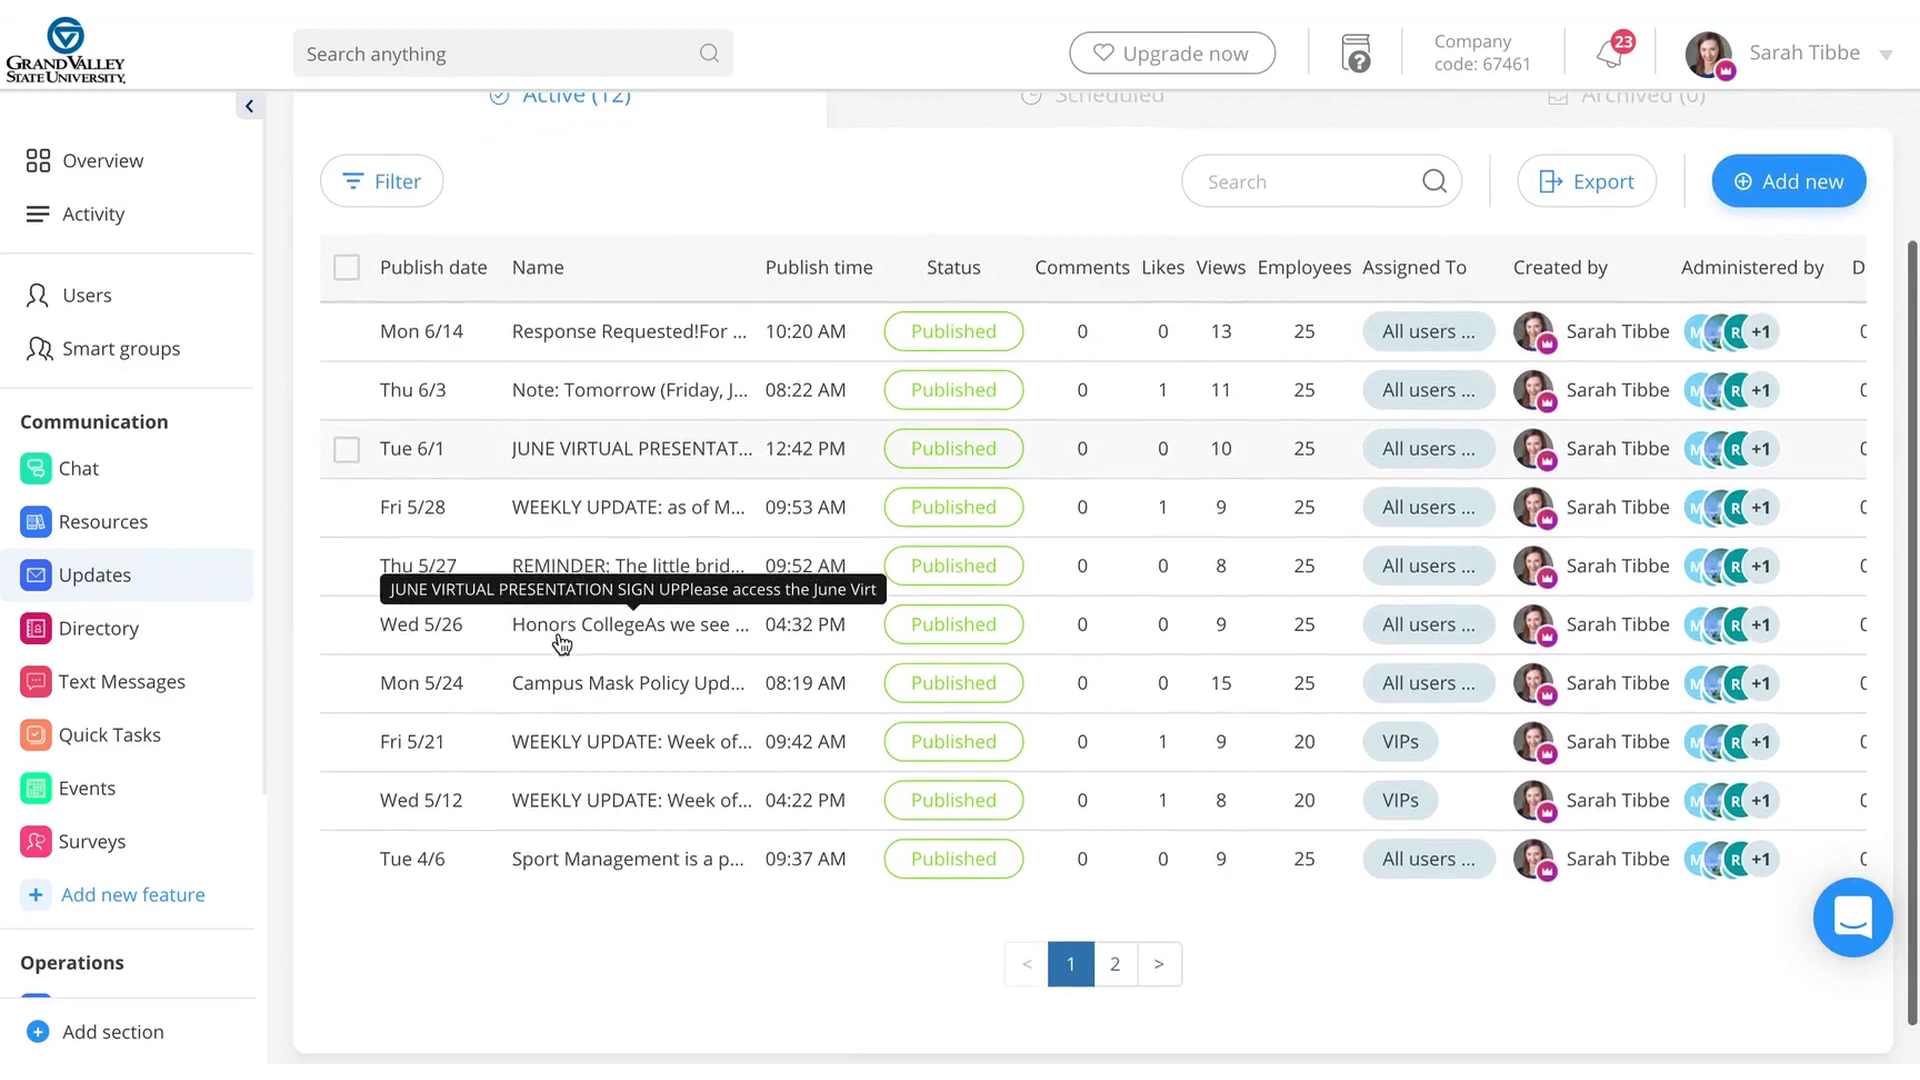 GRAND VALLEY
STATE UNIVERSITY.
Search anything
Upgrade now
Company
code: 67461
23
Sarah Tibbe
Active (12)
Scheduled
Archived (0)
Overview
Activity
Users
Smart groups
Communication
Chat
Resources
Updates
Directory
Text Messages
Quick Tasks
Events
Surveys
+ Add new feature
Operations
+ Add section
Filter
Search
Export
Add new
Publish date Name Publish time Status Comments Likes Views Employees Assigned To Created by Administered by D
Mon 6/14 Response Requested!For ... 10:20 AM Published 0 0 13 25 All users ... Sarah Tibbe M R +1
Thu 6/3 Note: Tomorrow (Friday, J... 08:22 AM Published 0 1 11 25 All users ... Sarah Tibbe M R +1
Tue 6/1 JUNE VIRTUAL PRESENTAT... 12:42 PM Published 0 0 10 25 All users ... Sarah Tibbe M R +1
Fri 5/28 WEEKLY UPDATE: as of M... 09:53 AM Published 0 1 9 25 All users ... Sarah Tibbe M R +1
Thu 5/27 REMINDER: The little brid... 09:52 AM Published 0 0 8 25 All users ... Sarah Tibbe M R +1
JUNE VIRTUAL PRESENTATION SIGN UPPlease access the June Virt
Wed 5/26 Honors CollegeAs we see ... 04:32 PM Published 0 0 9 25 All users ... Sarah Tibbe M R +1
Mon 5/24 Campus Mask Policy Upd... 08:19 AM Published 0 0 15 25 All users ... Sarah Tibbe M R +1
Fri 5/21 WEEKLY UPDATE: Week of... 09:42 AM Published 0 1 9 20 VIPs Sarah Tibbe M R +1
Wed 5/12 WEEKLY UPDATE: Week of... 04:22 PM Published 0 1 8 20 VIPs Sarah Tibbe M R +1
Tue 4/6 Sport Management is a p... 09:37 AM Published 0 0 9 25 All users ... Sarah Tibbe M R +1
< 1 2 >